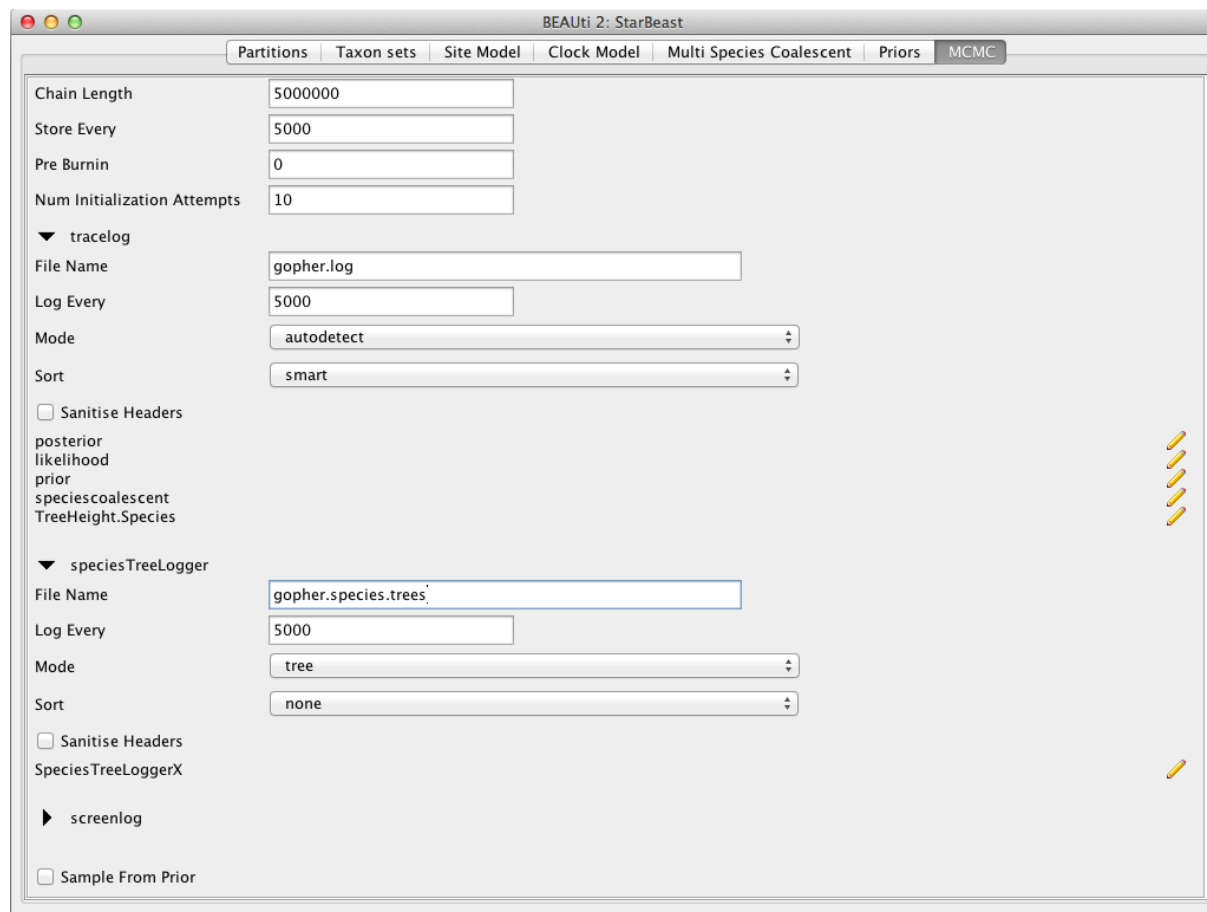 BEAUti 2: StarBeast
Partitions Taxon sets Site Model Clock Model Multi Species Coalescent Priors MCMC
Chain Length 5000000
Store Every 5000
Pre Burnin 0
Num Initialization Attempts 10
tracelog
File Name gopher.log
Log Every 5000
Mode autodetect
Sort smart
Sanitise Headers
posterior
likelihood
prior
speciescoalescent
TreeHeight.Species
speciesTreeLogger
File Name gopher.species.trees
Log Every 5000
Mode tree
Sort none
Sanitise Headers
SpeciesTreeLoggerX
screenlog
Sample From Prior